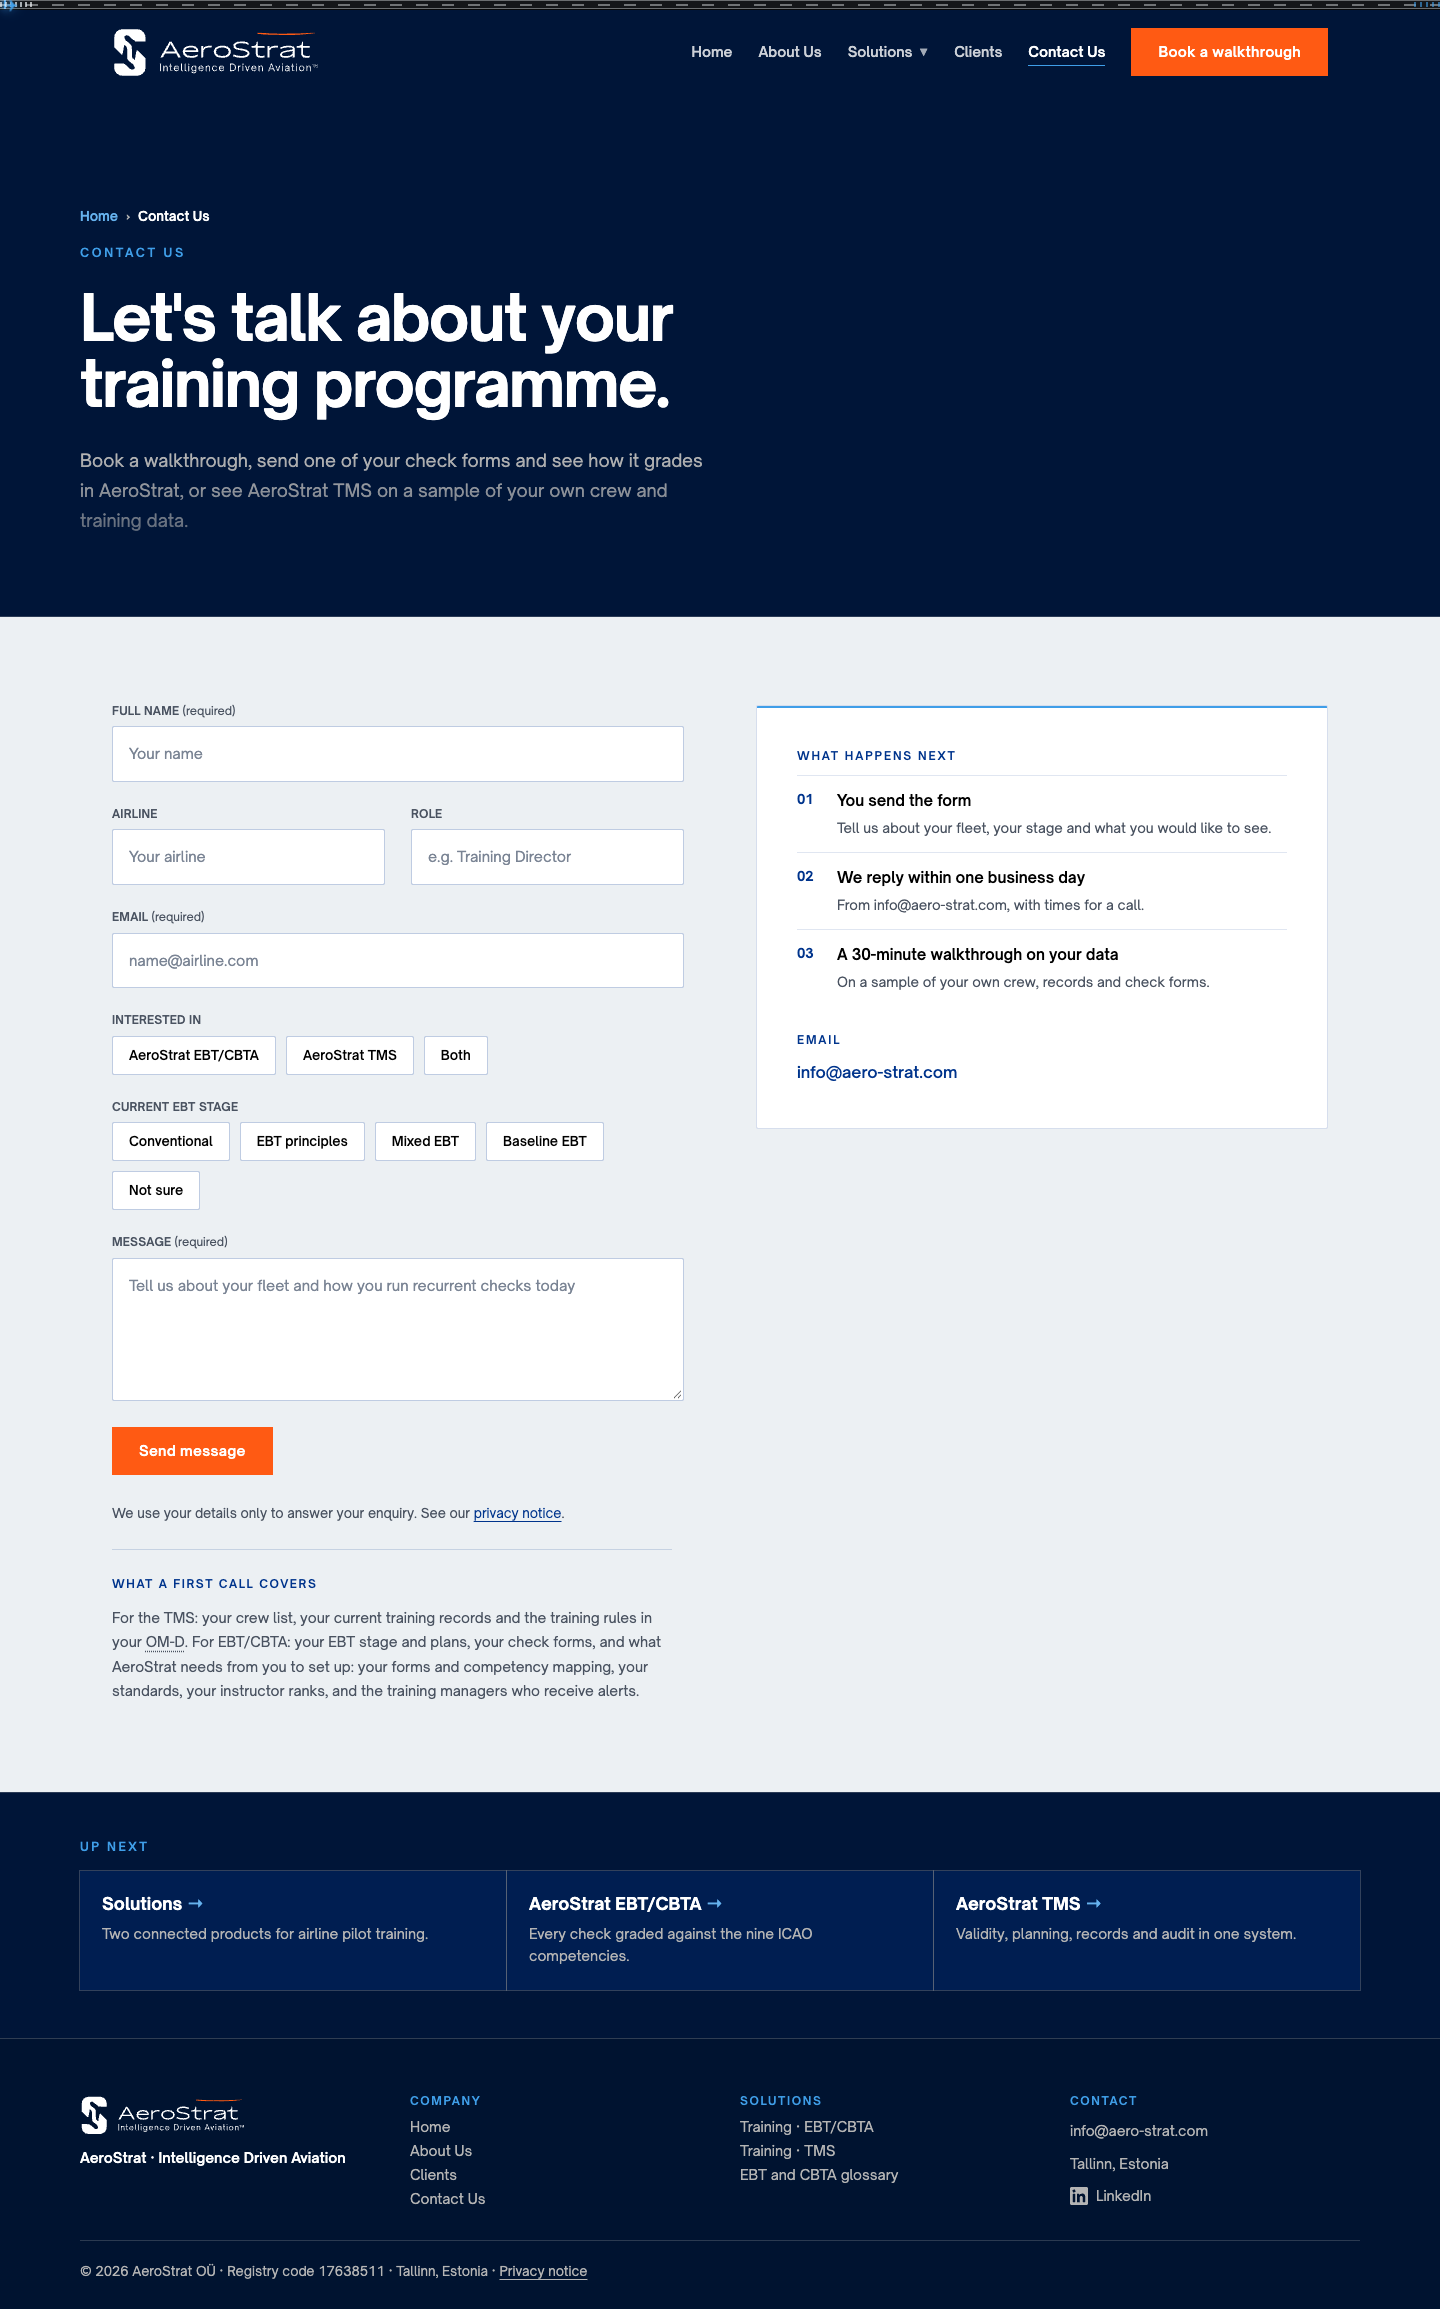 AeroStrat
Intelligence Driven Aviation™
Home
About Us
Solutions ▼
Clients
Contact Us
Book a walkthrough
Home › Contact Us
CONTACT US
Let's talk about your
training programme.
Book a walkthrough, send one of your check forms and see how it grades
in AeroStrat, or see AeroStrat TMS on a sample of your own crew and
training data.
FULL NAME (required)
Your name
AIRLINE
Your airline
ROLE
e.g. Training Director
EMAIL (required)
name@airline.com
INTERESTED IN
AeroStrat EBT/CBTA
AeroStrat TMS
Both
CURRENT EBT STAGE
Conventional
EBT principles
Mixed EBT
Baseline EBT
Not sure
MESSAGE (required)
Tell us about your fleet and how you run recurrent checks today
Send message
We use your details only to answer your enquiry. See our privacy notice.
WHAT A FIRST CALL COVERS
For the TMS: your crew list, your current training records and the training rules in
your OM-D. For EBT/CBTA: your EBT stage and plans, your check forms, and what
AeroStrat needs from you to set up: your forms and competency mapping, your
standards, your instructor ranks, and the training managers who receive alerts.
WHAT HAPPENS NEXT
01
You send the form
Tell us about your fleet, your stage and what you would like to see.
02
We reply within one business day
From info@aero-strat.com, with times for a call.
03
A 30-minute walkthrough on your data
On a sample of your own crew, records and check forms.
EMAIL
info@aero-strat.com
UP NEXT
Solutions →
Two connected products for airline pilot training.
AeroStrat EBT/CBTA →
Every check graded against the nine ICAO
competencies.
AeroStrat TMS →
Validity, planning, records and audit in one system.
AeroStrat
Intelligence Driven Aviation™
AeroStrat · Intelligence Driven Aviation
COMPANY
Home
About Us
Clients
Contact Us
SOLUTIONS
Training · EBT/CBTA
Training · TMS
EBT and CBTA glossary
CONTACT
info@aero-strat.com
Tallinn, Estonia
in LinkedIn
© 2026 AeroStrat OÜ · Registry code 17638511 · Tallinn, Estonia · Privacy notice